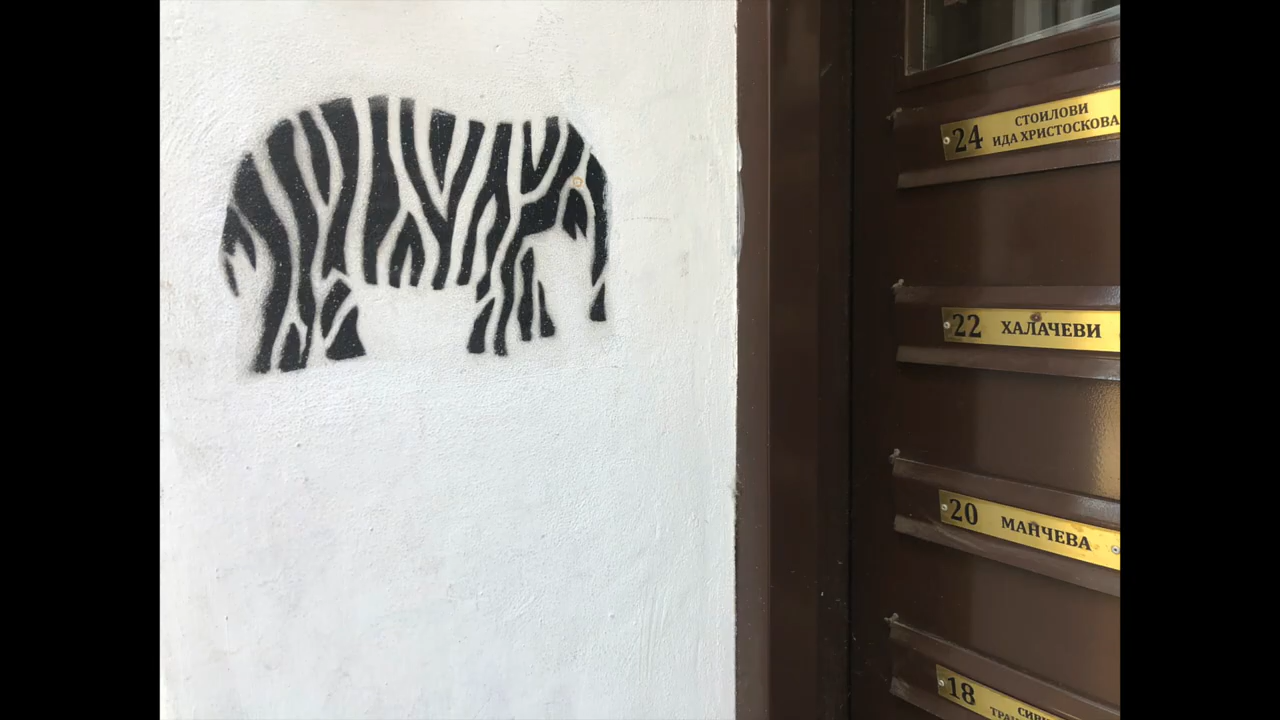 24 СТОИЛОВИ
ИДА ХРИСТОСКОВА
22 ХАЛАЧЕВИ
20 МАНЧЕВА
18